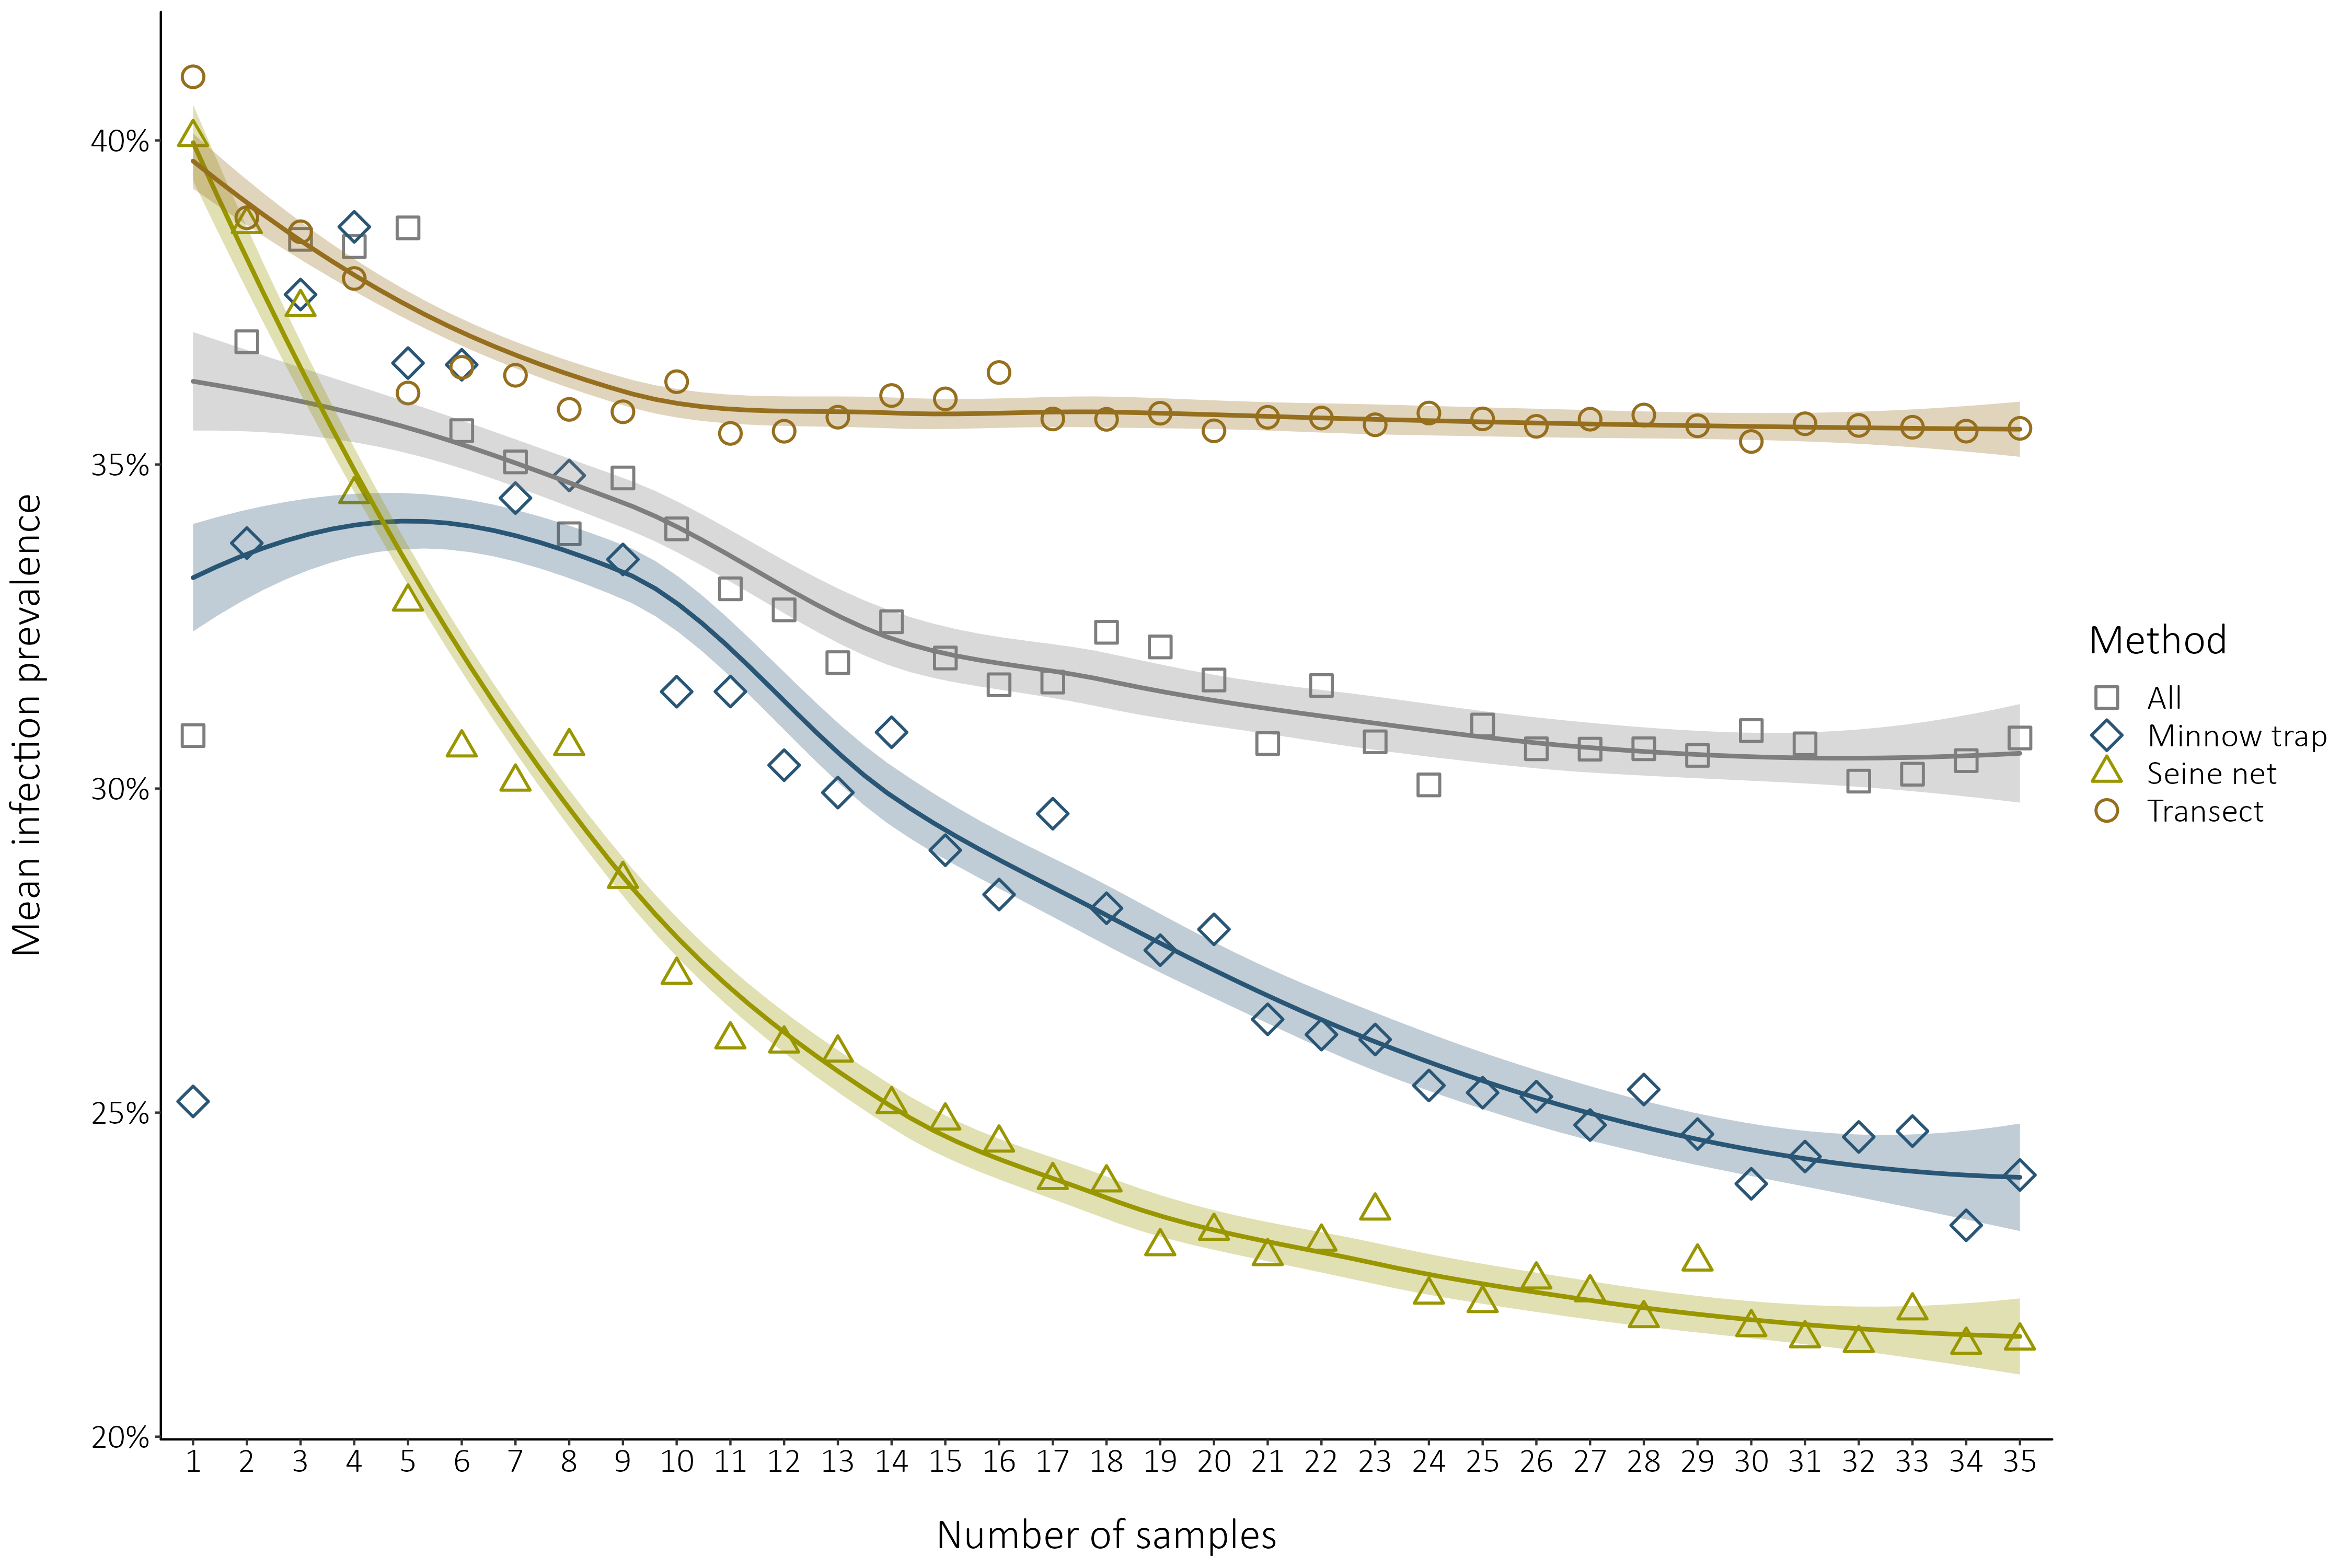 Mean infection prevalence
40%
35%
30%
25%
20%
1 2 3 4 5 6 7 8 9 10 11 12 13 14 15 16 17 18 19 20 21 22 23 24 25 26 27 28 29 30 31 32 33 34 35
Number of samples
Method
All
Minnow trap
Seine net
Transect